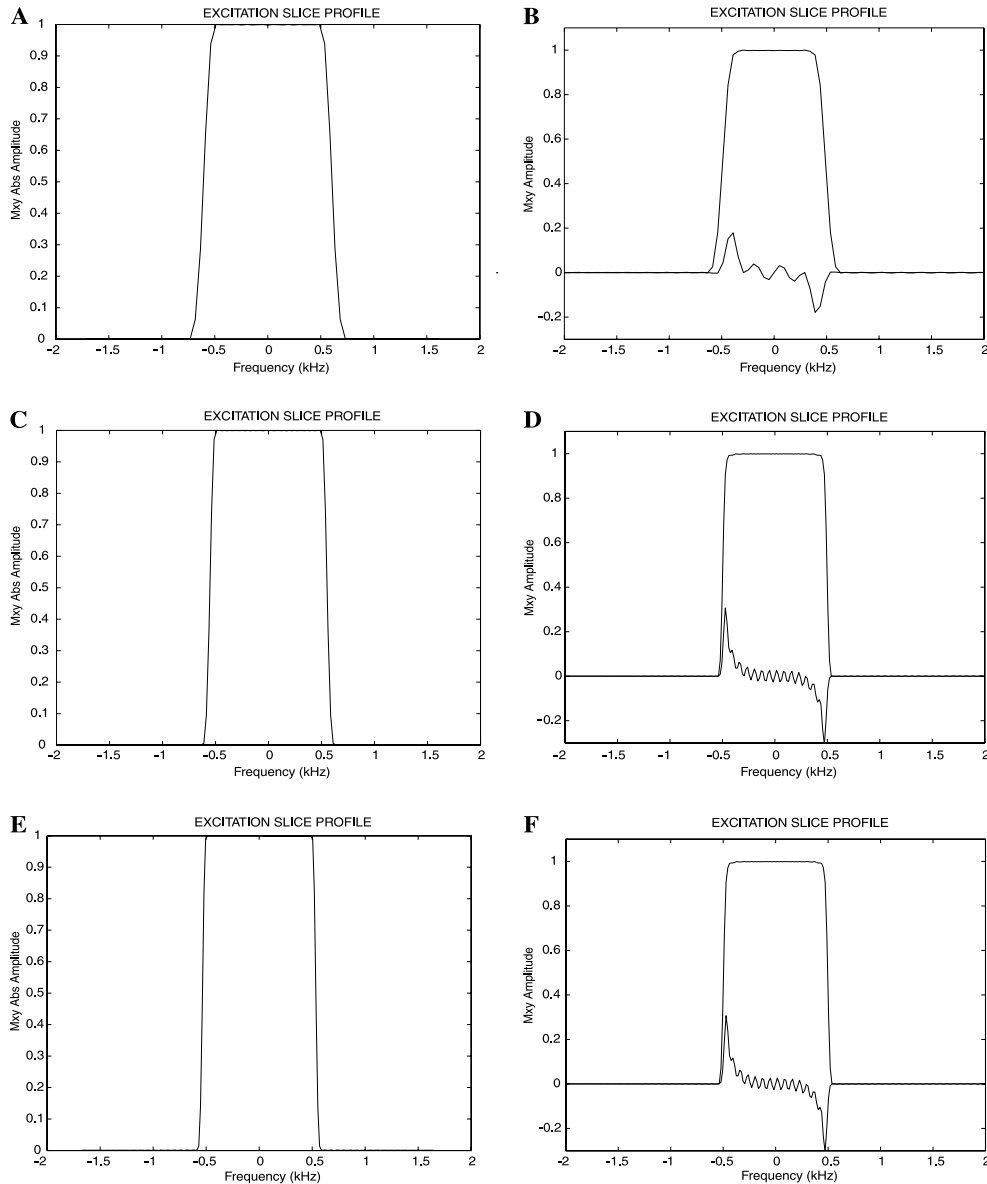 A
EXCITATION SLICE PROFILE
1
0.9
0.8
0.7
0.6
0.5
0.4
0.3
0.2
0.1
0
Mxy Abs Amplitude
-2 -1.5 -1 -0.5 0 0.5 1 1.5 2
Frequency (kHz)
B
EXCITATION SLICE PROFILE
1
0.8
0.6
0.4
0.2
0
-0.2
Mxy Amplitude
-2 -1.5 -1 -0.5 0 0.5 1 1.5 2
Frequency (kHz)
C
EXCITATION SLICE PROFILE
1
0.9
0.8
0.7
0.6
0.5
0.4
0.3
0.2
0.1
0
Mxy Abs Amplitude
-2 -1.5 -1 -0.5 0 0.5 1 1.5 2
Frequency (kHz)
D
EXCITATION SLICE PROFILE
1
0.8
0.6
0.4
0.2
0
-0.2
Mxy Amplitude
-2 -1.5 -1 -0.5 0 0.5 1 1.5 2
Frequency (kHz)
E
EXCITATION SLICE PROFILE
1
0.9
0.8
0.7
0.6
0.5
0.4
0.3
0.2
0.1
0
Mxy Abs Amplitude
-2 -1.5 -1 -0.5 0 0.5 1 1.5 2
Frequency (kHz)
F
EXCITATION SLICE PROFILE
1
0.8
0.6
0.4
0.2
0
-0.2
Mxy Amplitude
-2 -1.5 -1 -0.5 0 0.5 1 1.5 2
Frequency (kHz)